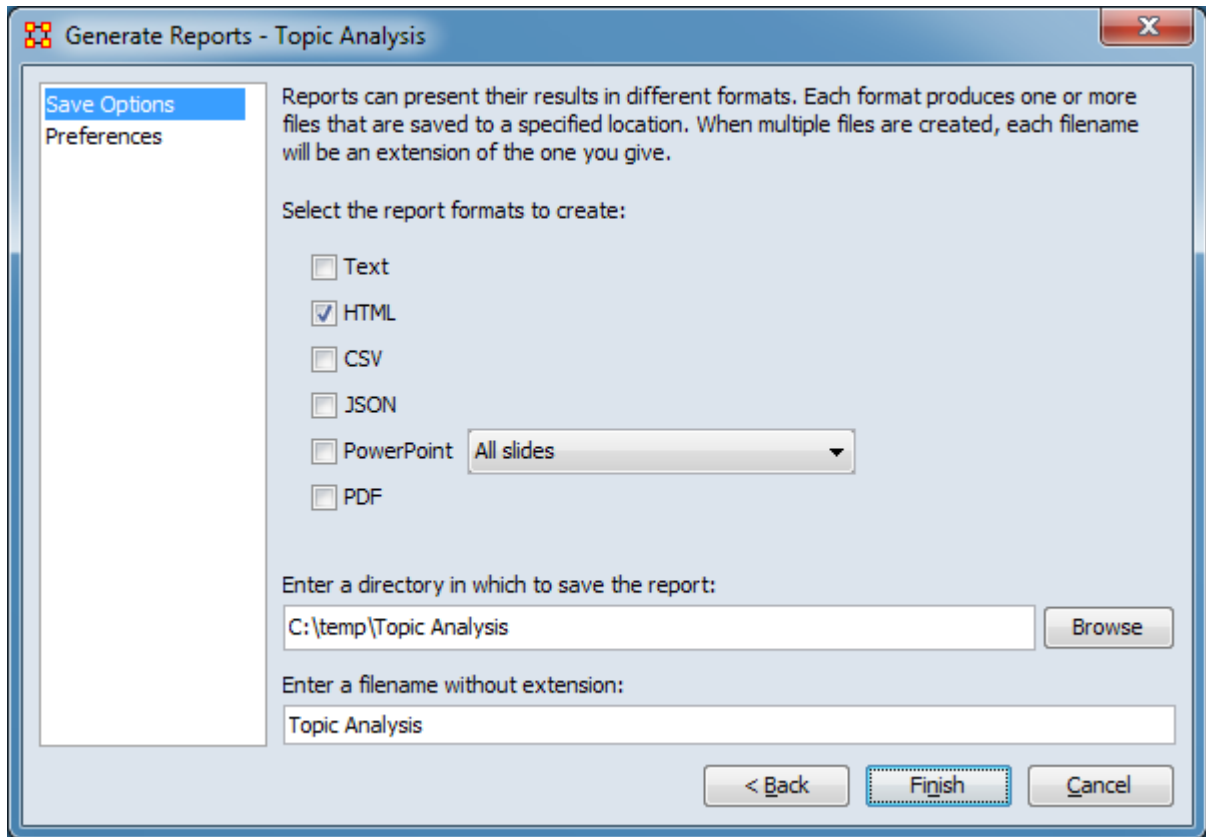 Generate Reports - Topic Analysis
Save Options
Preferences
Reports can present their results in different formats. Each format produces one or more
files that are saved to a specified location. When multiple files are created, each filename
will be an extension of the one you give.
Select the report formats to create:
Text
HTML
CSV
JSON
PowerPoint All slides
PDF
Enter a directory in which to save the report:
C:\temp\Topic Analysis Browse
Enter a filename without extension:
Topic Analysis
< Back Finish Cancel